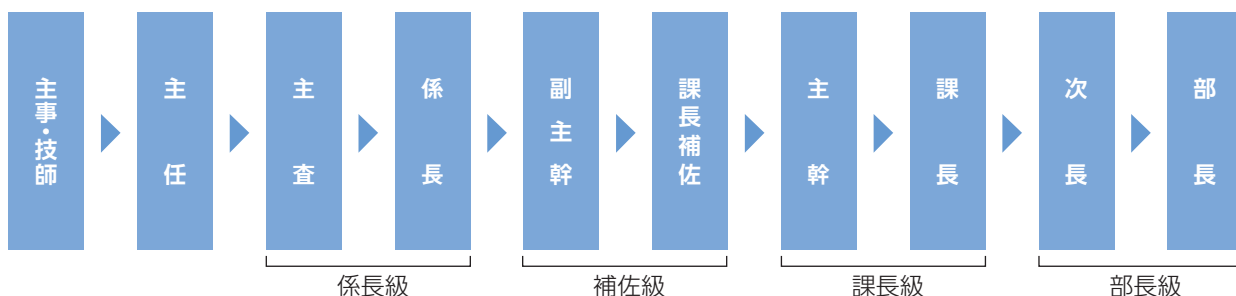 主事・技師
主任
主査
係長
副主幹
課長補佐
主幹
課長
次長
部長
係長級
補佐級
課長級
部長級